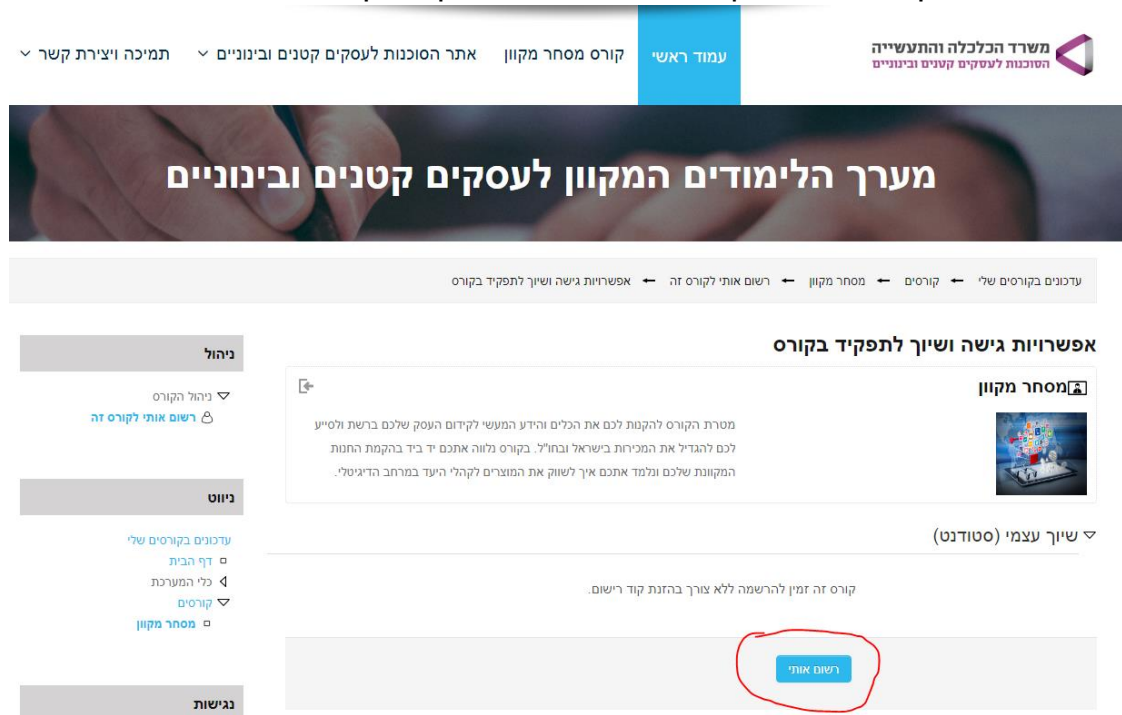 משרד הכלכלה והתעשייה
הסוכנות לעסקים קטנים ובינוניים
עמוד ראשי
קורס מסחר מקוון
אתר הסוכנות לעסקים קטנים ובינוניים
תמיכה ויצירת קשר
מערך הלימודים המקוון לעסקים קטנים ובינוניים
עדכונים בקורסים שלי ← קורסים ← מסחר מקוון ← רשום אותי לקורס זה ← אפשרויות גישה ושיוך לתפקיד בקורס
אפשרויות גישה ושיוך לתפקיד בקורס
מסחר מקוון
מטרת הקורס להקנות לכם את הכלים והידע המעשי לקידום העסק שלכם ברשת ולסייע
לכם להגדיל את המכירות בישראל ובחו"ל. בקורס נלווה אתכם יד ביד בהקמת החנות
המקוונת שלכם ונלמד אתכם איך לשווק את המוצרים לקהלי היעד במרחב הדיגיטלי.
שיוך עצמי (סטודנט)
קורס זה זמין להרשמה ללא צורך בהזנת קוד רישום.
רשום אותי
ניהול
ניהול הקורס
רשום אותי לקורס זה
ניווט
עדכונים בקורסים שלי
דף הבית
כלי המערכת
קורסים
מסחר מקוון
נגישות